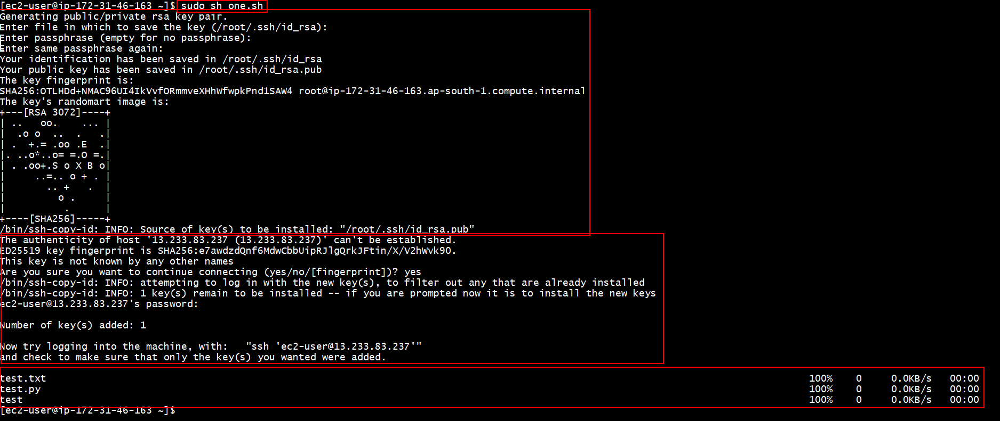 [ec2-user@ip-172-31-46-163 ~]$ sudo sh one.sh
Generating public/private rsa key pair.
Enter file in which to save the key (/root/.ssh/id_rsa):
Enter passphrase (empty for no passphrase):
Enter same passphrase again:
Your identification has been saved in /root/.ssh/id_rsa
Your public key has been saved in /root/.ssh/id_rsa.pub
The key fingerprint is:
SHA256:OTLHDd+NMAC96UI4IkVvfORmmveXHhWfwpkPnd1SAW4 root@ip-172-31-46-163.ap-south-1.compute.internal
The key's randomart image is:
+---[RSA 3072]----+
| ..   oo.    ... |
|  .o o  ..  .   .|
| .  +.= .oo .E  .|
|. ..o*..o= =.O =.|
| . .oo+.S o X B o|
|     ..=.. o + . |
|       .. +   .  |
|         o .     |
|          .      |
+----[SHA256]-----+
/bin/ssh-copy-id: INFO: Source of key(s) to be installed: "/root/.ssh/id_rsa.pub"
The authenticity of host '13.233.83.237 (13.233.83.237)' can't be established.
ED25519 key fingerprint is SHA256:e7awdzdQnf6MdwCbbUipRJlgQrkJFtin/X/V2hWvk90.
This key is not known by any other names
Are you sure you want to continue connecting (yes/no/[fingerprint])? yes
/bin/ssh-copy-id: INFO: attempting to log in with the new key(s), to filter out any that are already installed
/bin/ssh-copy-id: INFO: 1 key(s) remain to be installed -- if you are prompted now it is to install the new keys
ec2-user@13.233.83.237's password:
Number of key(s) added: 1
Now try logging into the machine, with:   "ssh 'ec2-user@13.233.83.237'"
and check to make sure that only the key(s) you wanted were added.
test.txt 100% 0 0.0KB/s 00:00
test.py 100% 0 0.0KB/s 00:00
test 100% 0 0.0KB/s 00:00
[ec2-user@ip-172-31-46-163 ~]$